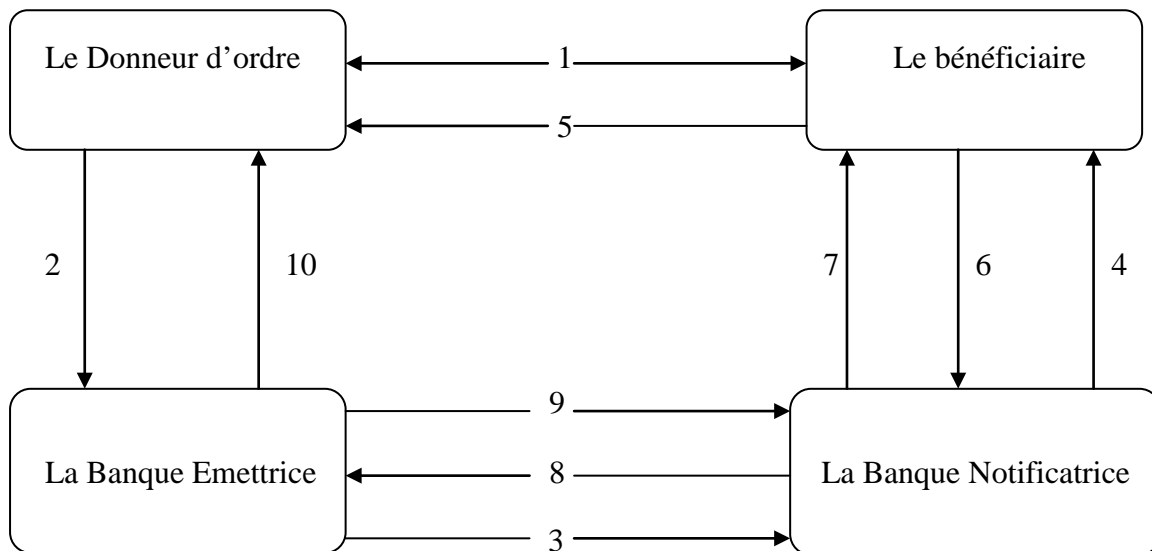 Le Donneur d’ordre
1
Le bénéficiaire
5
2
10
7
6
4
9
La Banque Emettrice
8
La Banque Notificatrice
3